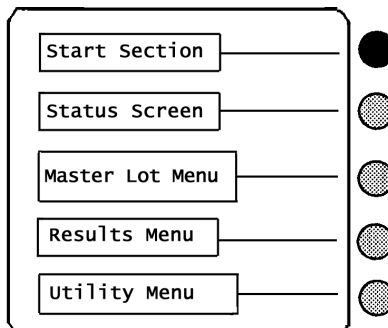 Start Section
Status Screen
Master Lot Menu
Results Menu
Utility Menu